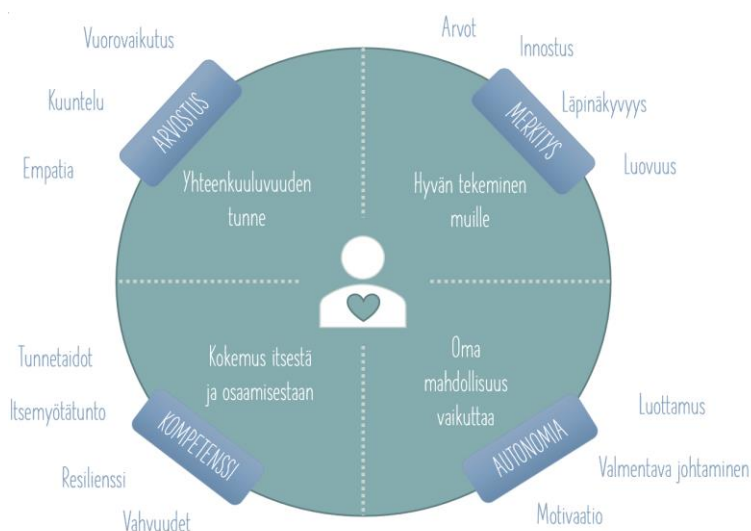 Vuorovaikutus
Kuuntelu
Empatia
ARVOSTUS
Yhteenkuuluvuuden
tunne
Arvot
Innostus
Läpinäkyvyys
Luovuus
MERKITYS
Hyvän tekeminen
muille
Tunnetaidot
Itsemyötätunto
Resilienssi
Vahvuudet
KOMPETENSSI
Kokemus itsestä
ja osaamisestaan
Oma
mahdollisuus
vaikuttaa
AUTONOMIA
Luottamus
Valmentava johtaminen
Motivaatio